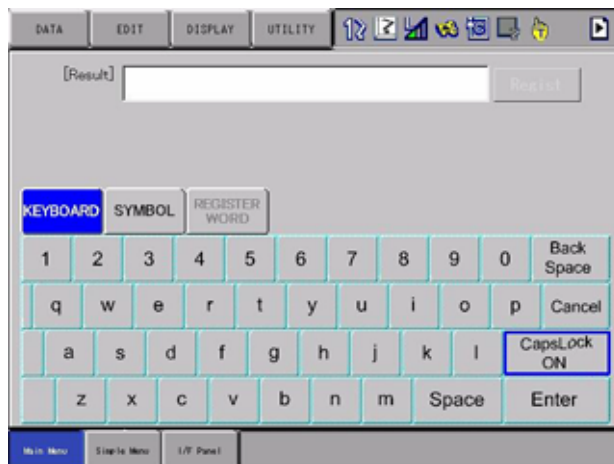 DATA EDIT DISPLAY UTILITY
[Result] Regist
KEYBOARD SYMBOL REGISTER WORD
1 2 3 4 5 6 7 8 9 0 Back Space
q w e r t y u i o p Cancel
a s d f g h j k l CapsLock ON
z x c v b n m Space Enter
Main Menu Simple Menu I/F Panel